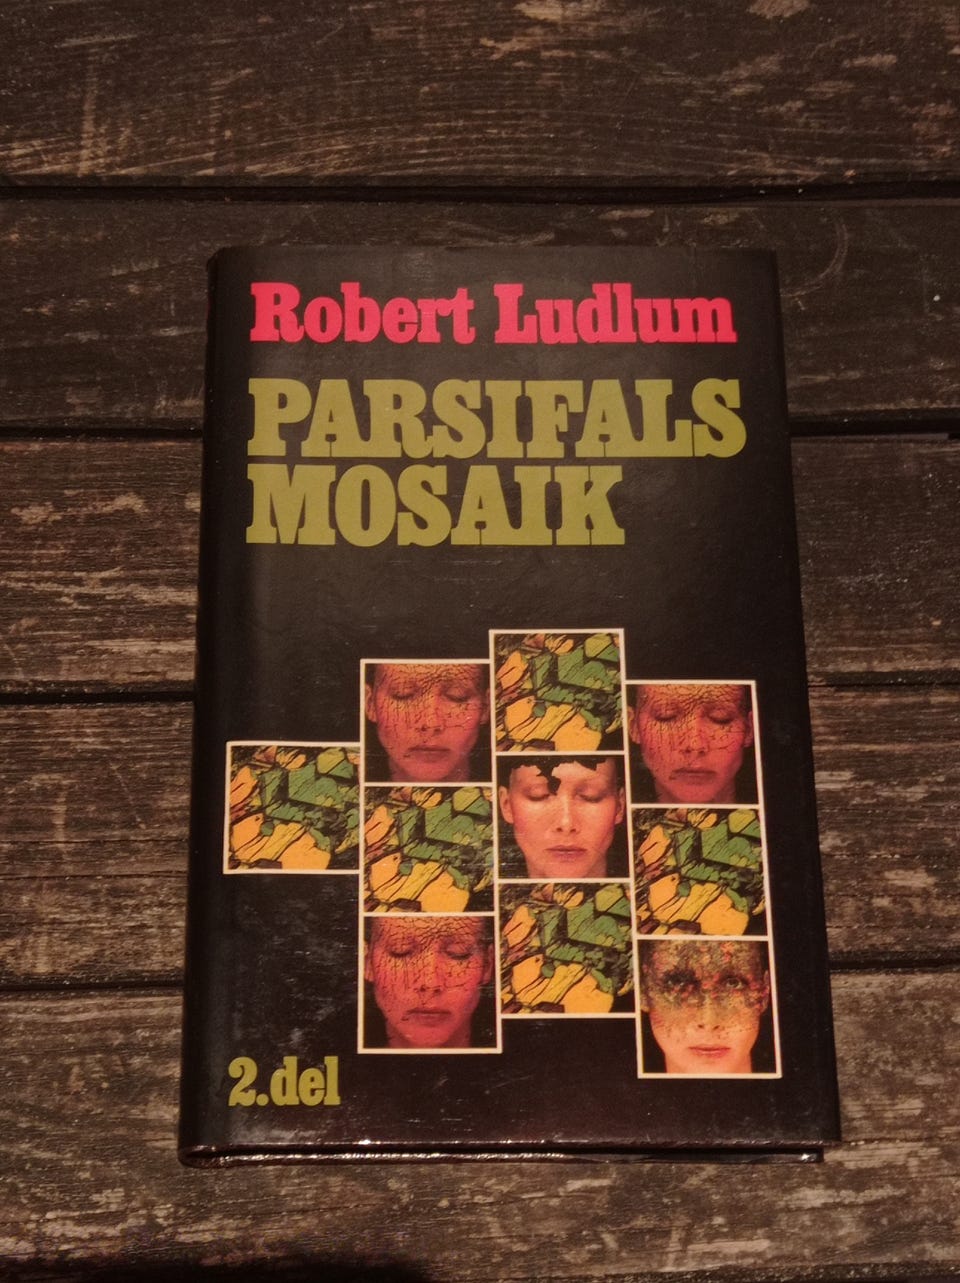 Robert Ludlum
PARSIFALS
MOSAIK
2.del